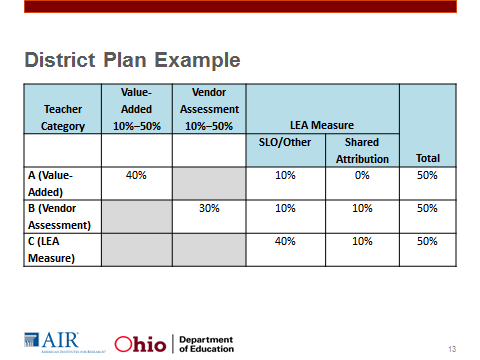 District Plan Example
Teacher Category
Value-Added 10%–50%
Vendor Assessment 10%–50%
LEA Measure
Total
SLO/Other
Shared Attribution
A (Value-Added) 40% 10% 0% 50%
B (Vendor Assessment) 30% 10% 10% 50%
C (LEA Measure) 40% 10% 50%
AIR
AMERICAN INSTITUTES FOR RESEARCH
Ohio
Department of Education
13